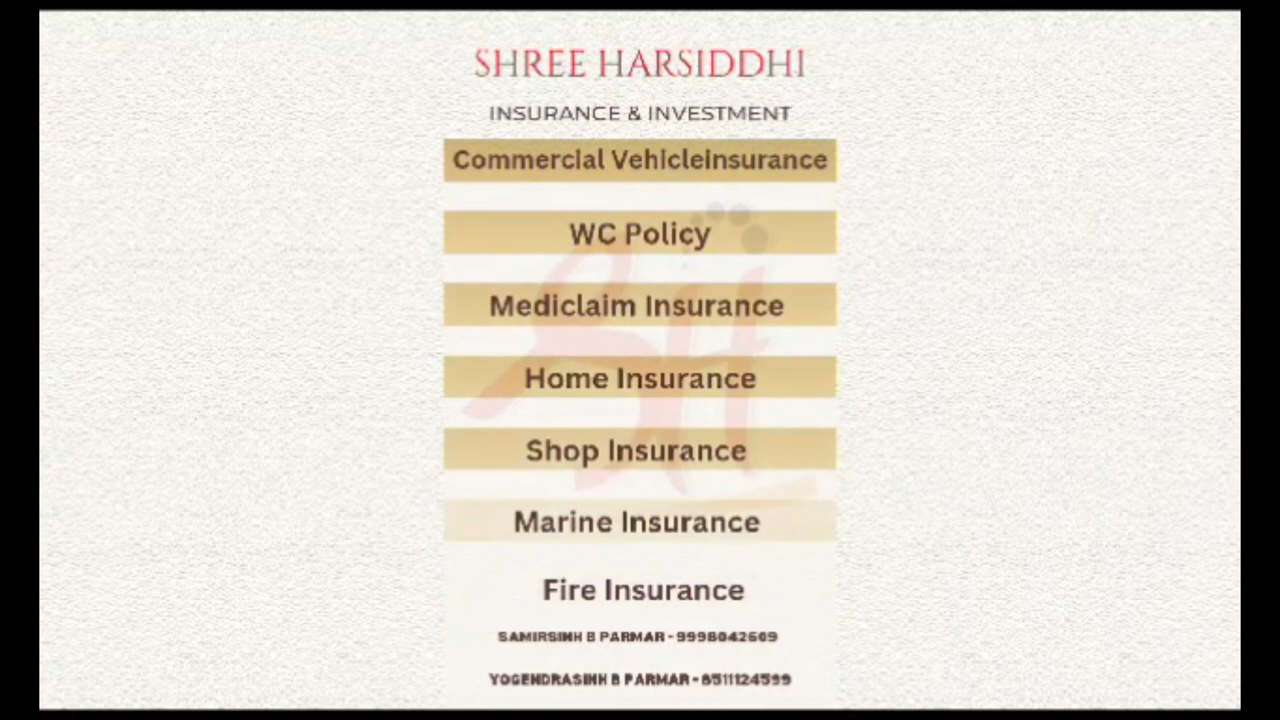 SHREE HARSIDDHI
INSURANCE & INVESTMENT
Commercial VehicleInsurance
WC Policy
Mediclaim Insurance
Home Insurance
Shop Insurance
Marine Insurance
Fire Insurance
SAMIRSINH B PARMAR - 9998042609
YOGENDRASINH B PARMAR -